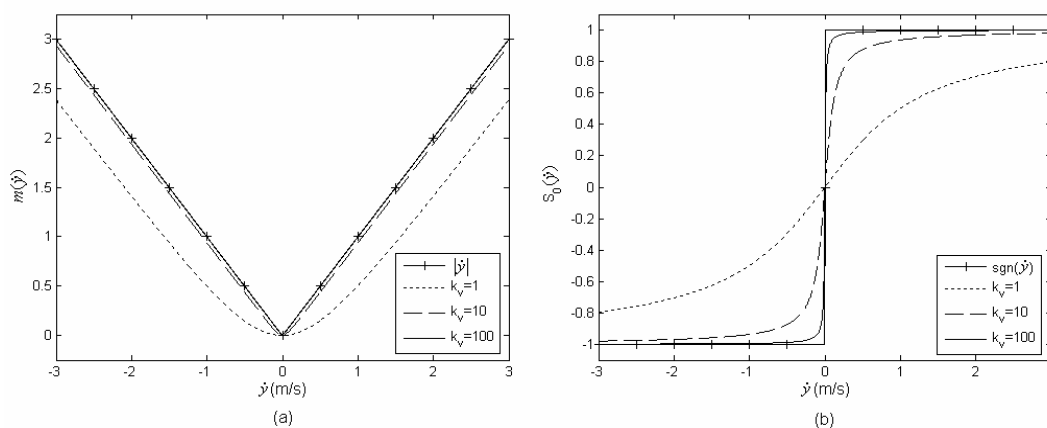 3
2.5
2
1.5
1
0.5
0
m(ẏ)
-3
-2
-1
0
1
2
3
ẏ(m/s)
|ẏ|
k_v=1
k_v=10
k_v=100
(a)
1
0.8
0.6
0.4
0.2
0
-0.2
-0.4
-0.6
-0.8
-1
S_0(ẏ)
-3
-2
-1
0
1
2
ẏ(m/s)
sgn(ẏ)
k_v=1
k_v=10
k_v=100
(b)